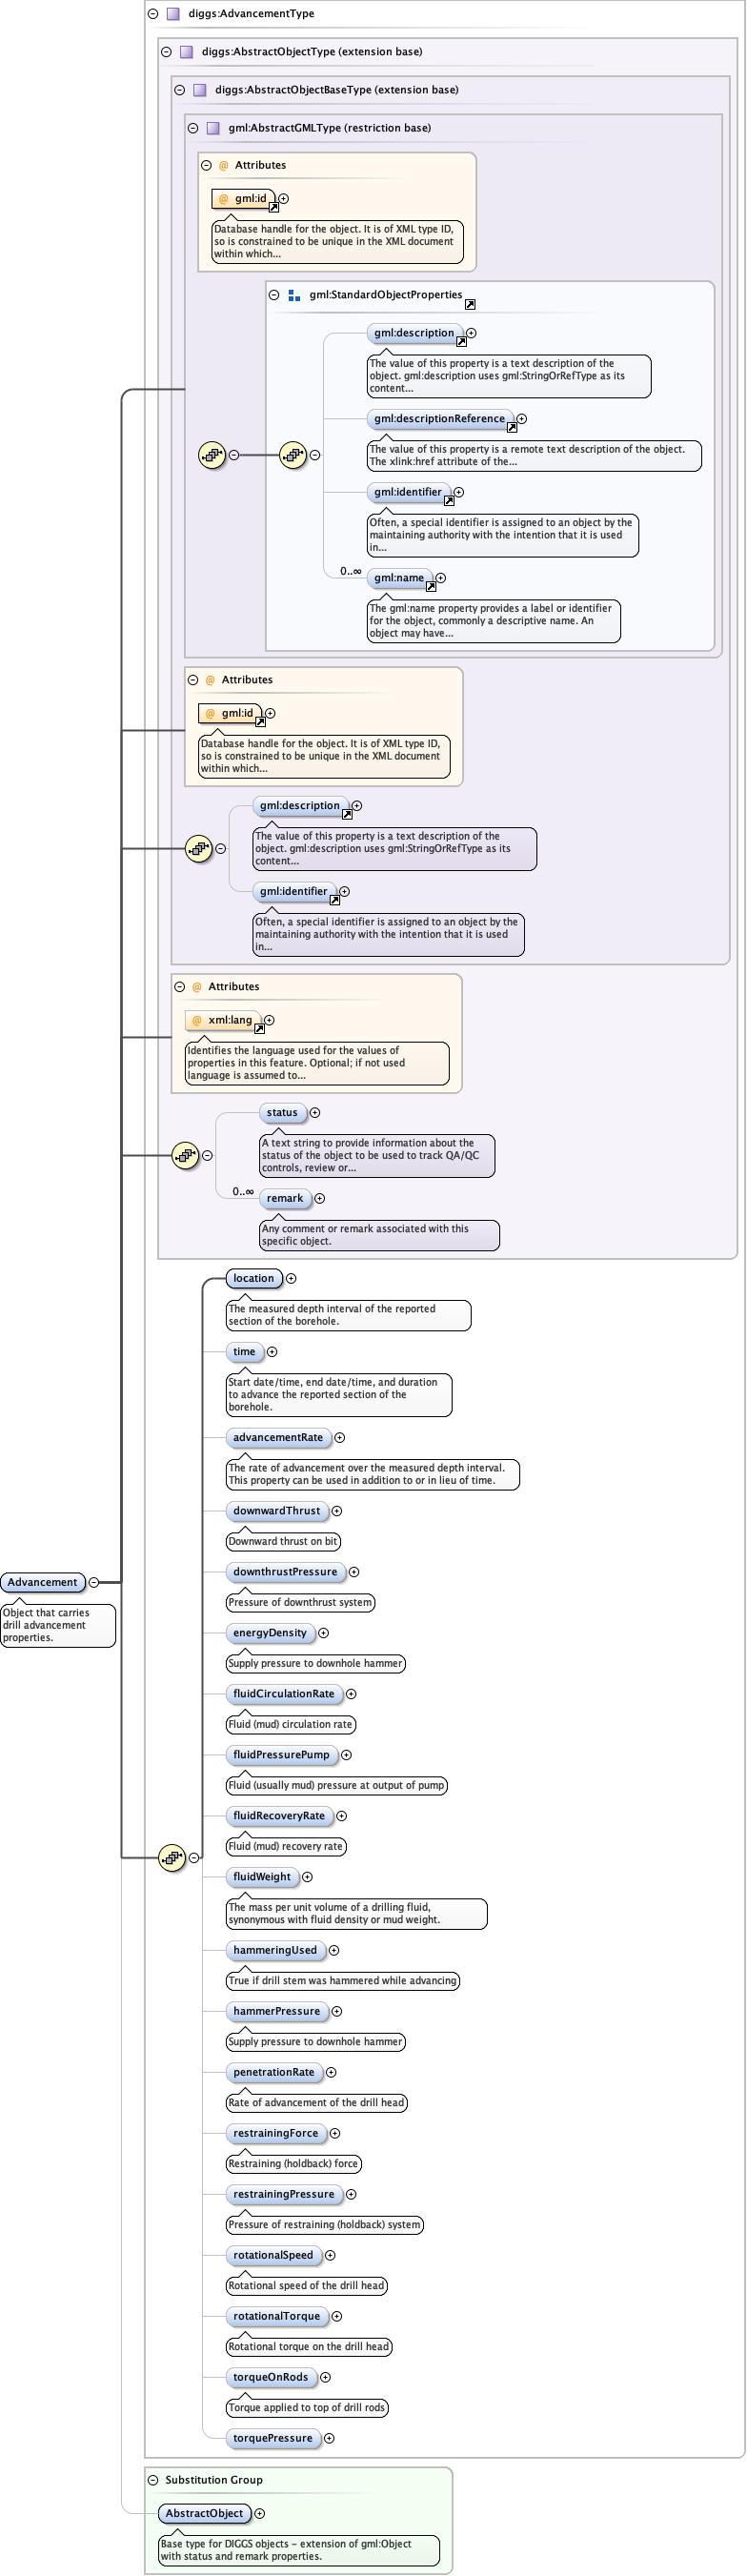 diggs:AdvancementType
diggs:AbstractObjectType (extension base)
diggs:AbstractObjectBaseType (extension base)
gml:AbstractGMLType (restriction base)
@ Attributes
@ gml:id
Database handle for the object. It is of XML type ID,
so is constrained to be unique in the XML document
within which...
gml:StandardObjectProperties
gml:description
The value of this property is a text description of the
object. gml:description uses gml:StringOrRefType as its
content...
gml:descriptionReference
The value of this property is a remote text description of the object.
The xlink:href attribute of the...
gml:identifier
Often, a special identifier is assigned to an object by the
maintaining authority with the intention that it is used
in...
0..∞
gml:name
The gml:name property provides a label or identifier
for the object, commonly a descriptive name. An
object may have...
@ Attributes
@ gml:id
Database handle for the object. It is of XML type ID,
so is constrained to be unique in the XML document
within which...
gml:description
The value of this property is a text description of the
object. gml:description uses gml:StringOrRefType as its
content...
gml:identifier
Often, a special identifier is assigned to an object by the
maintaining authority with the intention that it is used
in...
@ Attributes
@ xml:lang
Identifies the language used for the values of
properties in this feature. Optional; if not used
language is assumed to...
status
A text string to provide information about the
status of the object to be used to track QA/QC
controls, review or...
0..∞
remark
Any comment or remark associated with this
specific object.
location
The measured depth interval of the reported
section of the borehole.
time
Start date/time, end date/time, and duration
to advance the reported section of the
borehole.
advancementRate
The rate of advancement over the measured depth interval.
This property can be used in addition to or in lieu of time.
downwardThrust
Downward thrust on bit
downthrustPressure
Pressure of downthrust system
Advancement
Object that carries
drill advancement
properties.
energyDensity
Supply pressure to downhole hammer
fluidCirculationRate
Fluid (mud) circulation rate
fluidPressurePump
Fluid (usually mud) pressure at output of pump
fluidRecoveryRate
Fluid (mud) recovery rate
fluidWeight
The mass per unit volume of a drilling fluid,
synonymous with fluid density or mud weight.
hammeringUsed
True if drill stem was hammered while advancing
hammerPressure
Supply pressure to downhole hammer
penetrationRate
Rate of advancement of the drill head
restrainingForce
Restraining (holdback) force
restrainingPressure
Pressure of restraining (holdback) system
rotationalSpeed
Rotational speed of the drill head
rotationalTorque
Rotational torque on the drill head
torqueOnRods
Torque applied to top of drill rods
torquePressure
Substitution Group
AbstractObject
Base type for DIGGS objects - extension of gml:Object
with status and remark properties.